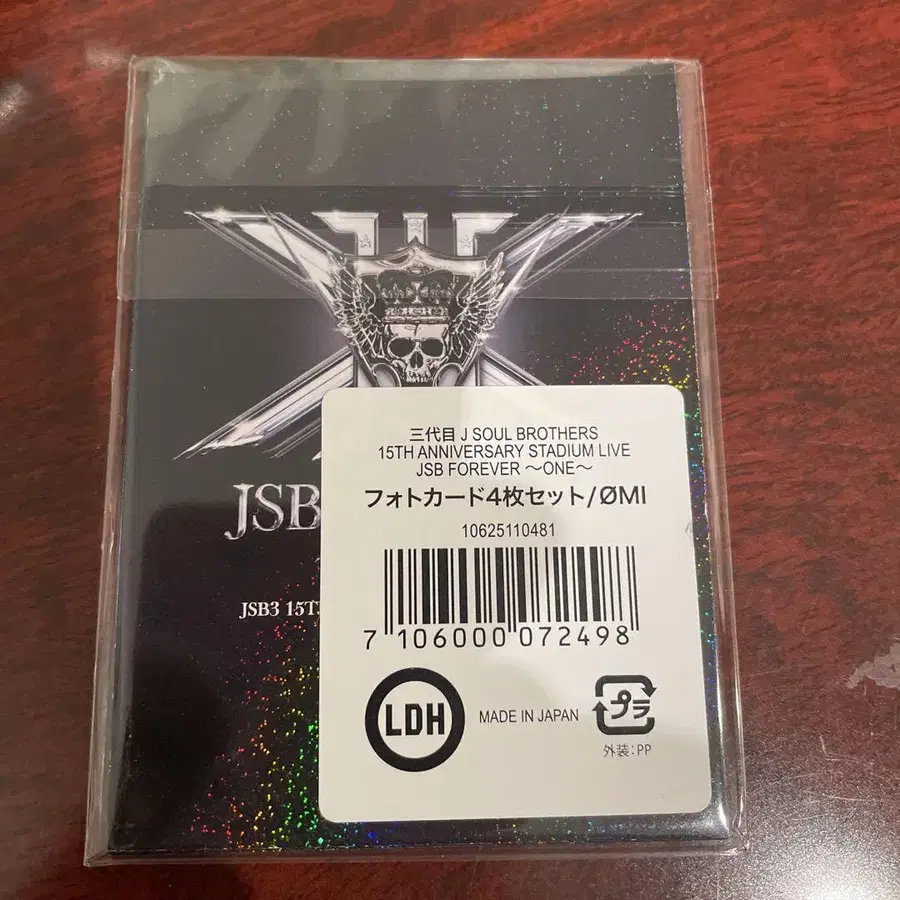 JSB
JSB3 15T
三代目 J SOUL BROTHERS
15TH ANNIVERSARY STADIUM LIVE
JSB FOREVER ～ONE～
フォトカード4枚セット/ØMI
10625110481
7 106000 072498
LDH
MADE IN JAPAN
プラ
外装:PP